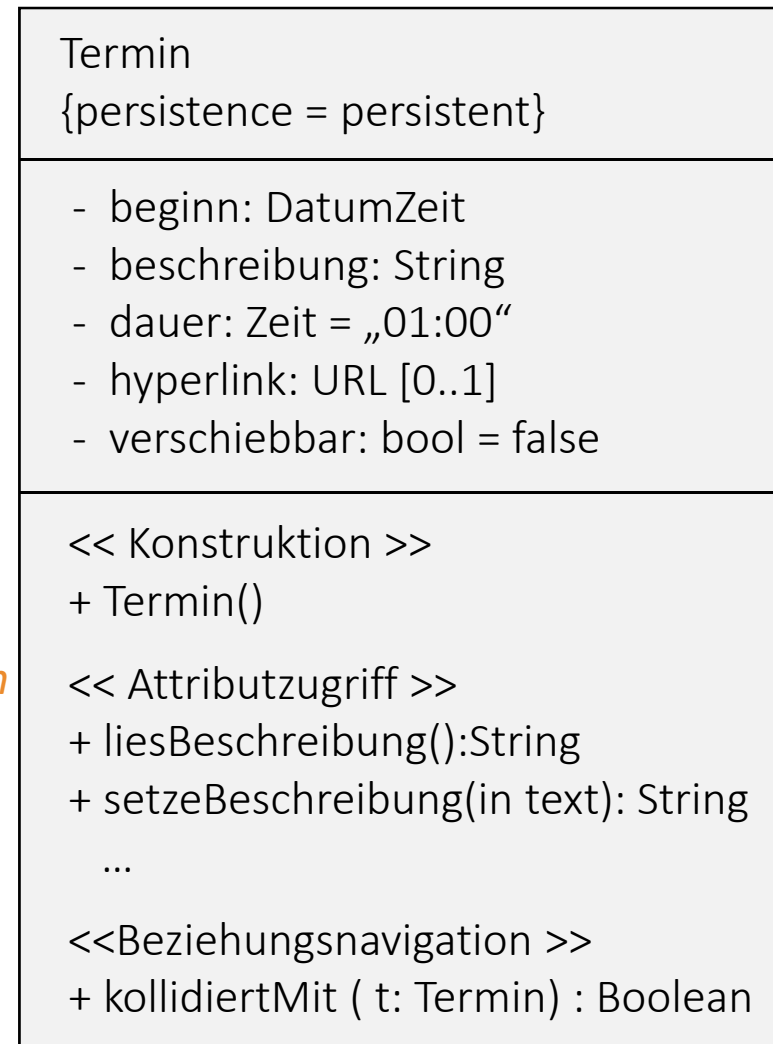 Termin
{persistence = persistent}
- beginn: DatumZeit
- beschreibung: String
- dauer: Zeit = „01:00“
- hyperlink: URL [0..1]
- verschiebbar: bool = false
<< Konstruktion >>
+ Termin()
<< Attributzugriff >>
+ liesBeschreibung():String
+ setzeBeschreibung(in text): String
...
<<Beziehungsnavigation >>
+ kollidiertMit ( t: Termin) : Boolean